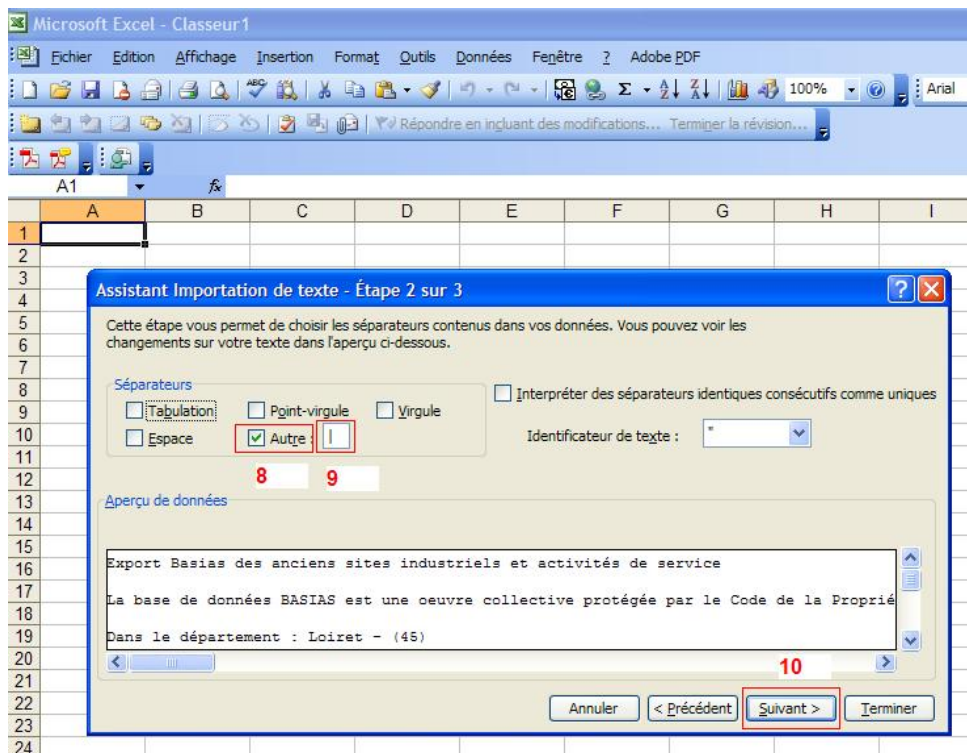 Microsoft Excel - Classeur1
Fichier Edition Affichage Insertion Format Outils Données Fenêtre ? Adobe PDF
ABC Σ A Z Z A 100% Arial
Répondre en incluant des modifications... Terminer la révision...
A1 fx
A B C D E F G H I
1
2
3
Assistant Importation de texte - Étape 2 sur 3 ?
4
5
Cette étape vous permet de choisir les séparateurs contenus dans vos données. Vous pouvez voir les
6
changements sur votre texte dans l'aperçu ci-dessous.
7
8
Séparateurs
Interpréter des séparateurs identiques consécutifs comme uniques
9
Tabulation Point-virgule Virgule
10
Espace Autre : | Identificateur de texte : "
11
12
8 9
13
Aperçu de données
14
15
16
Export Basias des anciens sites industriels et activités de service
17
La base de données BASIAS est une oeuvre collective protégée par le Code de la Proprié
18
19
Dans le département : Loiret - (45)
20
10
21
22
Annuler < Précédent Suivant > Terminer
23
24